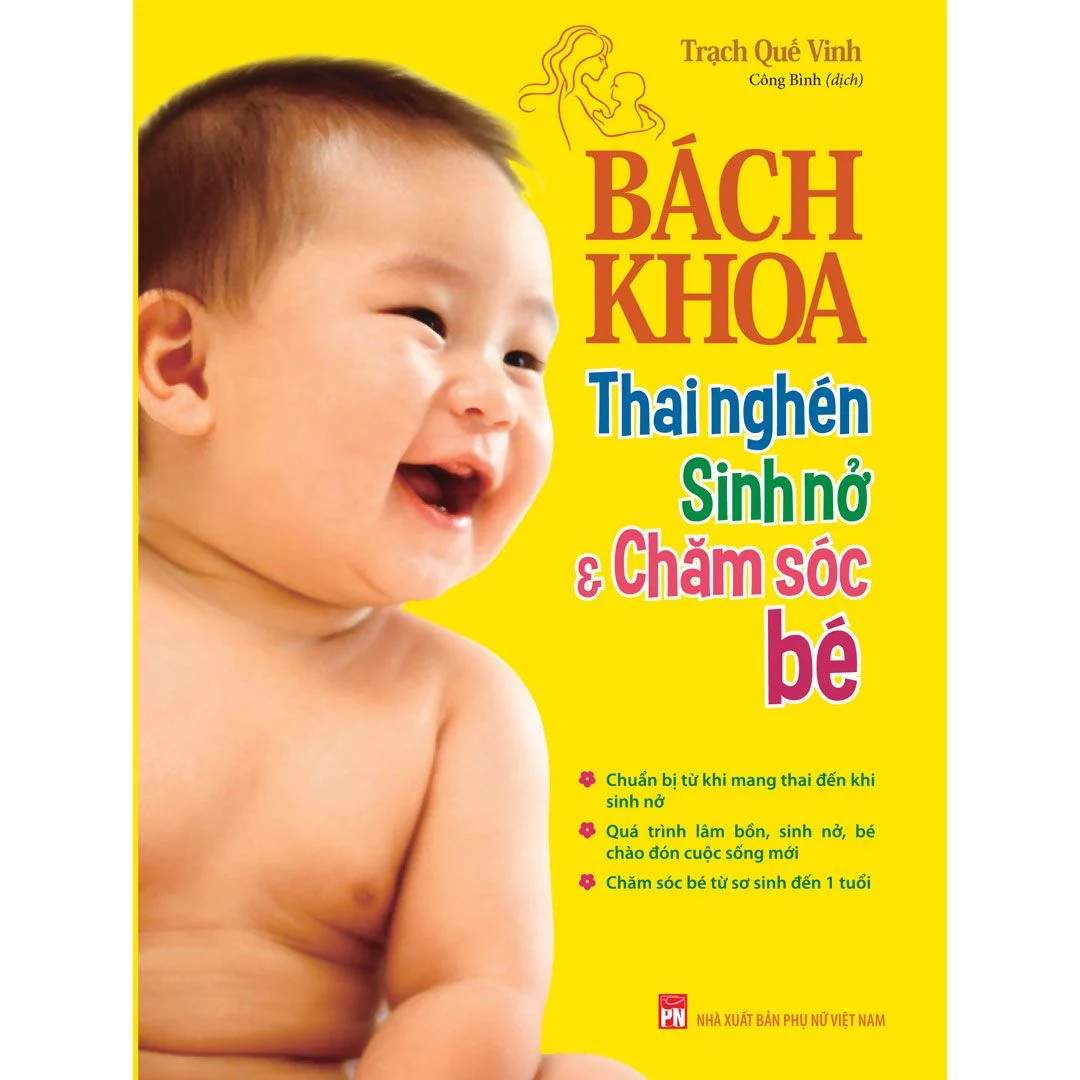 Trạch Quế Vinh
Công Bình (dịch)
BÁCH
KHOA
Thai nghén
Sinh nở
& Chăm sóc
bé
Chuẩn bị từ khi mang thai đến khi
sinh nở
Quá trình lâm bồn, sinh nở, bé
chào đón cuộc sống mới
Chăm sóc bé từ sơ sinh đến 1 tuổi
PN NHÀ XUẤT BẢN PHỤ NỮ VIỆT NAM